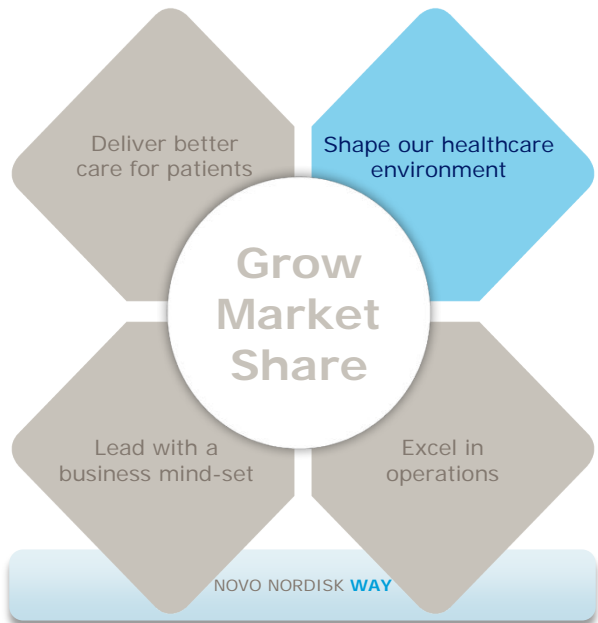 Deliver better
care for patients
Shape our healthcare
environment
Grow
Market
Share
Lead with a
business mind-set
Excel in
operations
NOVO NORDISK WAY